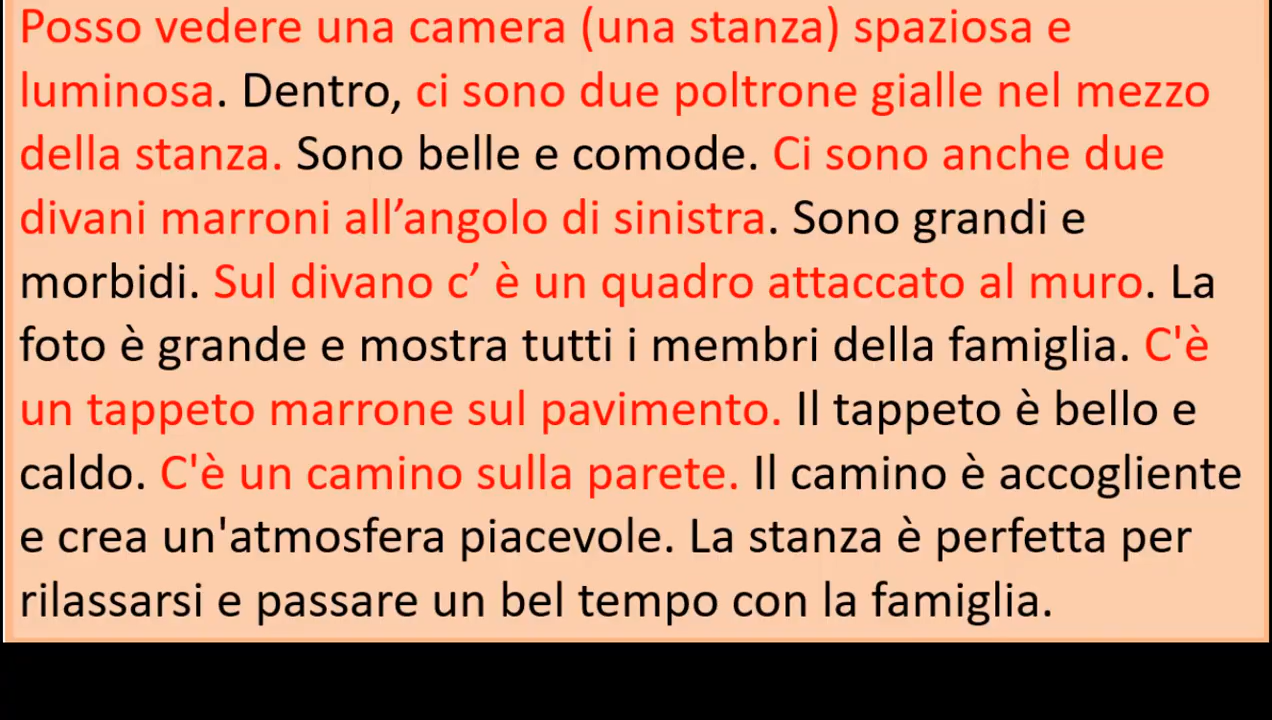 Posso vedere una camera (una stanza) spaziosa e
luminosa. Dentro, ci sono due poltrone gialle nel mezzo
della stanza. Sono belle e comode. Ci sono anche due
divani marroni all’angolo di sinistra. Sono grandi e
morbidi. Sul divano c’ è un quadro attaccato al muro. La
foto è grande e mostra tutti i membri della famiglia. C'è
un tappeto marrone sul pavimento. Il tappeto è bello e
caldo. C'è un camino sulla parete. Il camino è accogliente
e crea un'atmosfera piacevole. La stanza è perfetta per
rilassarsi e passare un bel tempo con la famiglia.